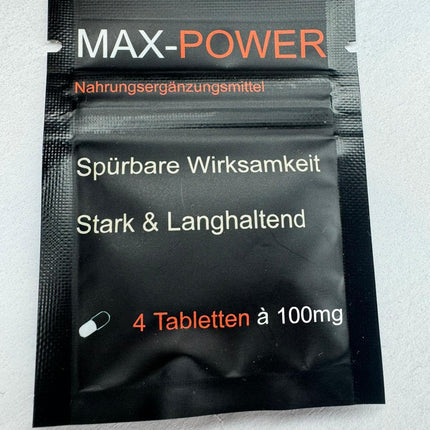 MAX-POWER
Nahrungsergänzungsmittel
Spürbare Wirksamkeit
Stark & Langhaltend
4 Tabletten à 100mg